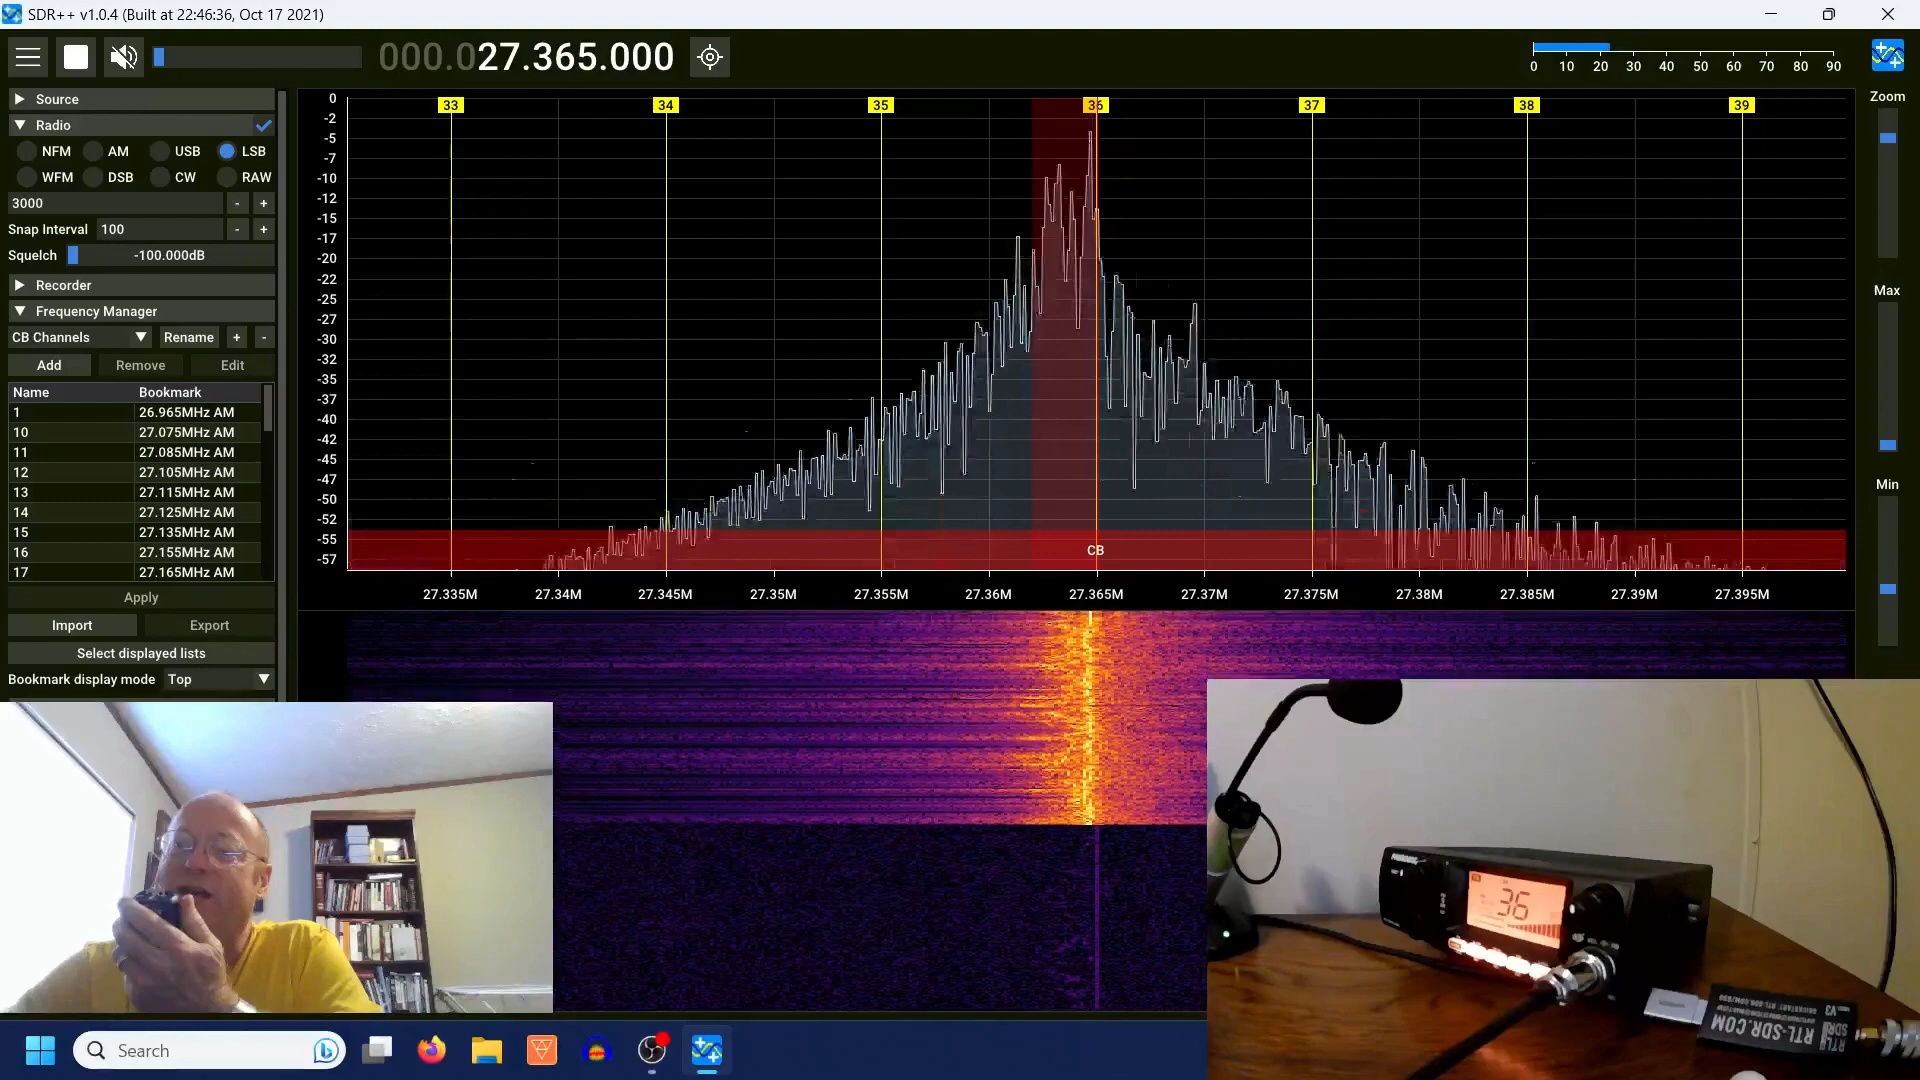 SDR++ v1.0.4 (Built at 22:46:36, Oct 17 2021)
000.027.365.000
0 10 20 30 40 50 60 70 80 90
Source
Radio
NFM AM USB LSB
WFM DSB CW RAW
3000 - +
Snap Interval 100 - +
Squelch -100.000dB
Recorder
Frequency Manager
CB Channels Rename + -
Add Remove Edit
Name Bookmark
1 26.965MHz AM
10 27.075MHz AM
11 27.085MHz AM
12 27.105MHz AM
13 27.115MHz AM
14 27.125MHz AM
15 27.135MHz AM
16 27.155MHz AM
17 27.165MHz AM
Apply
Import Export
Select displayed lists
Bookmark display mode Top
33 34 35 36 37 38 39
0
-2
-5
-7
-10
-12
-15
-17
-20
-22
-25
-27
-30
-32
-35
-37
-40
-42
-45
-47
-50
-52
-55
-57
CB
27.335M 27.34M 27.345M 27.35M 27.355M 27.36M 27.365M 27.37M 27.375M 27.38M 27.385M 27.39M 27.395M
Zoom
Max
Min
36
RTL-SDR.COM
RTL
SDR
V3
Search